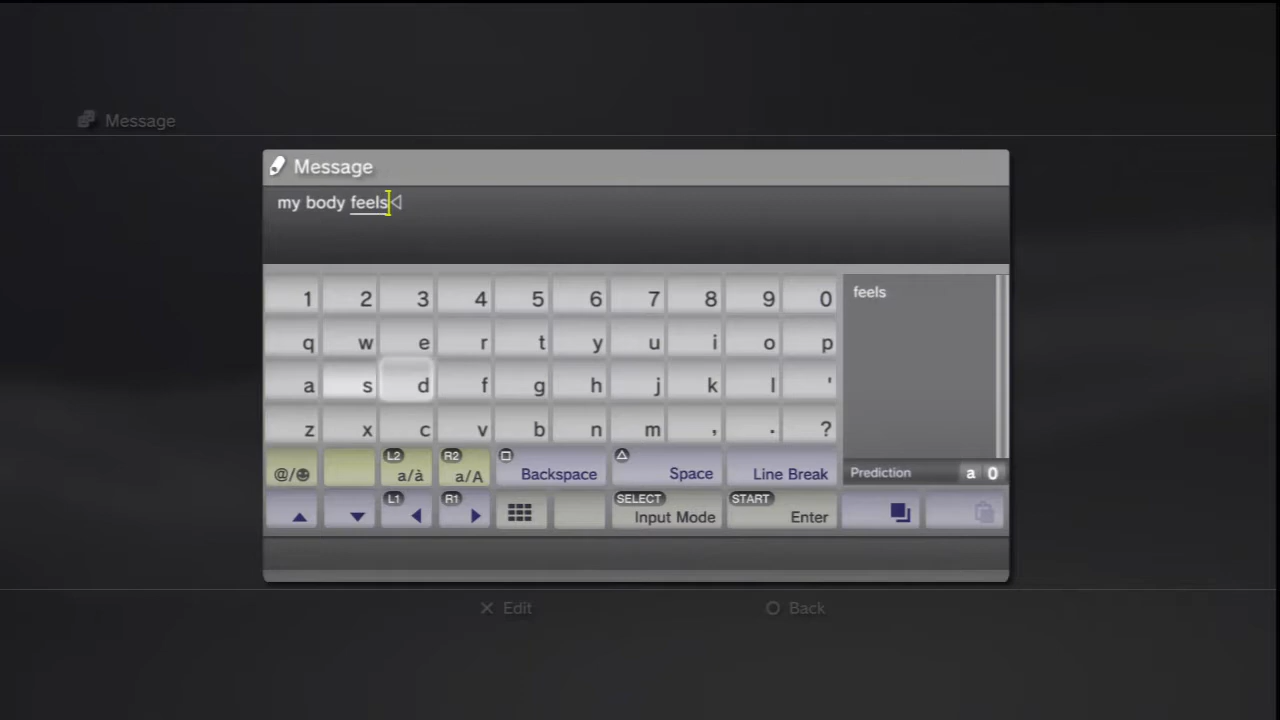 Message
Message
my body feels
1 2 3 4 5 6 7 8 9 0
feels
q w e r t y u i o p
a s d f g h j k l '
z x c v b n m , . ?
@/☻ L2 a/à R2 a/A □ Backspace △ Space Line Break
Prediction a 0
▲ ▼ L1 ◀ R1 ▶ SELECT Input Mode START Enter
✕ Edit ○ Back